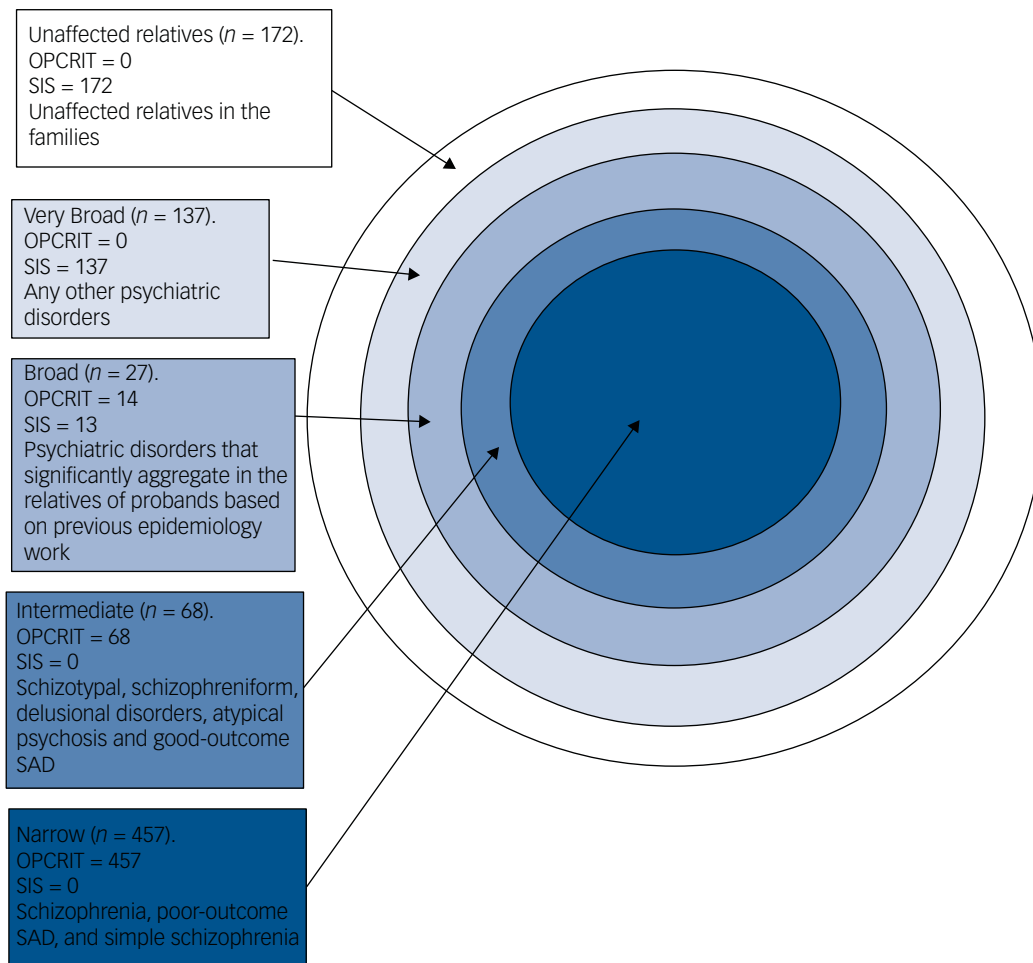 Unaffected relatives (n = 172).
OPCRIT = 0
SIS = 172
Unaffected relatives in the
families
Very Broad (n = 137).
OPCRIT = 0
SIS = 137
Any other psychiatric
disorders
Broad (n = 27).
OPCRIT = 14
SIS = 13
Psychiatric disorders that
significantly aggregate in the
relatives of probands based
on previous epidemiology
work
Intermediate (n = 68).
OPCRIT = 68
SIS = 0
Schizotypal, schizophreniform,
delusional disorders, atypical
psychosis and good-outcome
SAD
Narrow (n = 457).
OPCRIT = 457
SIS = 0
Schizophrenia, poor-outcome
SAD, and simple schizophrenia